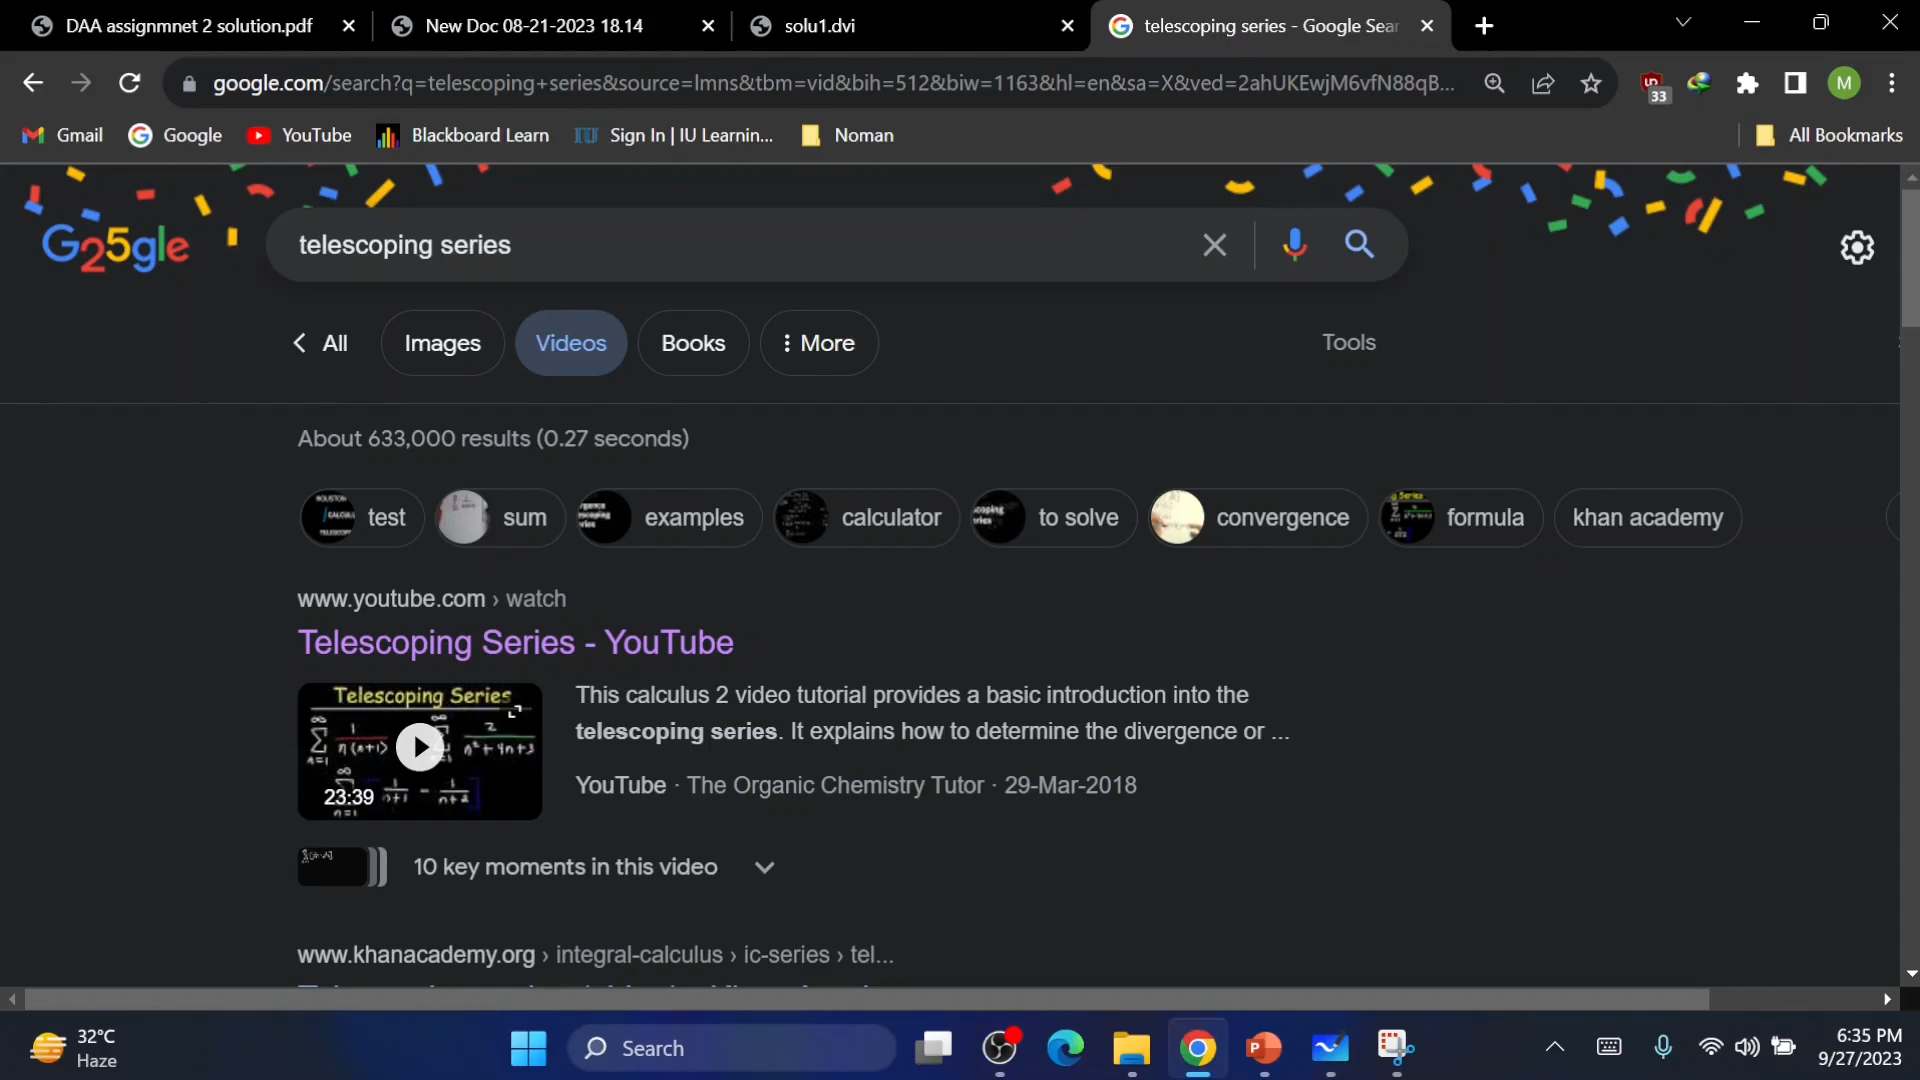 DAA assignmnet 2 solution.pdf
New Doc 08-21-2023 18.14
solu1.dvi
telescoping series - Google Sear
google.com/search?q=telescoping+series&source=lmns&tbm=vid&bih=512&biw=1163&hl=en&sa=X&ved=2ahUKEwjM6vfN88qB...
33
M
Gmail
Google
YouTube
Blackboard Learn
Sign In | IU Learnin...
Noman
All Bookmarks
G25gle
telescoping series
All
Images
Videos
Books
More
Tools
About 633,000 results (0.27 seconds)
test
sum
examples
calculator
to solve
convergence
formula
khan academy
www.youtube.com › watch
Telescoping Series - YouTube
Telescoping Series
23:39
This calculus 2 video tutorial provides a basic introduction into the
telescoping series. It explains how to determine the divergence or ...
YouTube · The Organic Chemistry Tutor · 29-Mar-2018
10 key moments in this video
www.khanacademy.org › integral-calculus › ic-series › tel...
32°C
Haze
Search
6:35 PM
9/27/2023